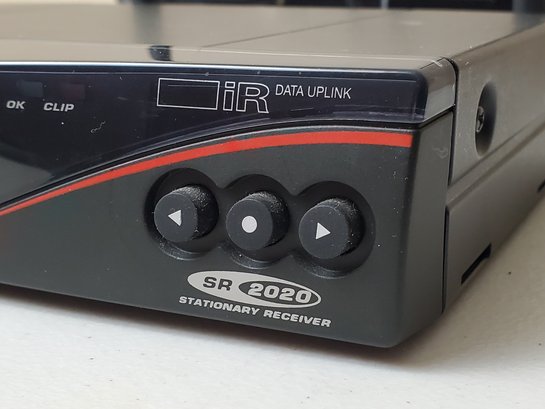 OK CLIP
iR DATA UPLINK
SR 2020
STATIONARY RECEIVER